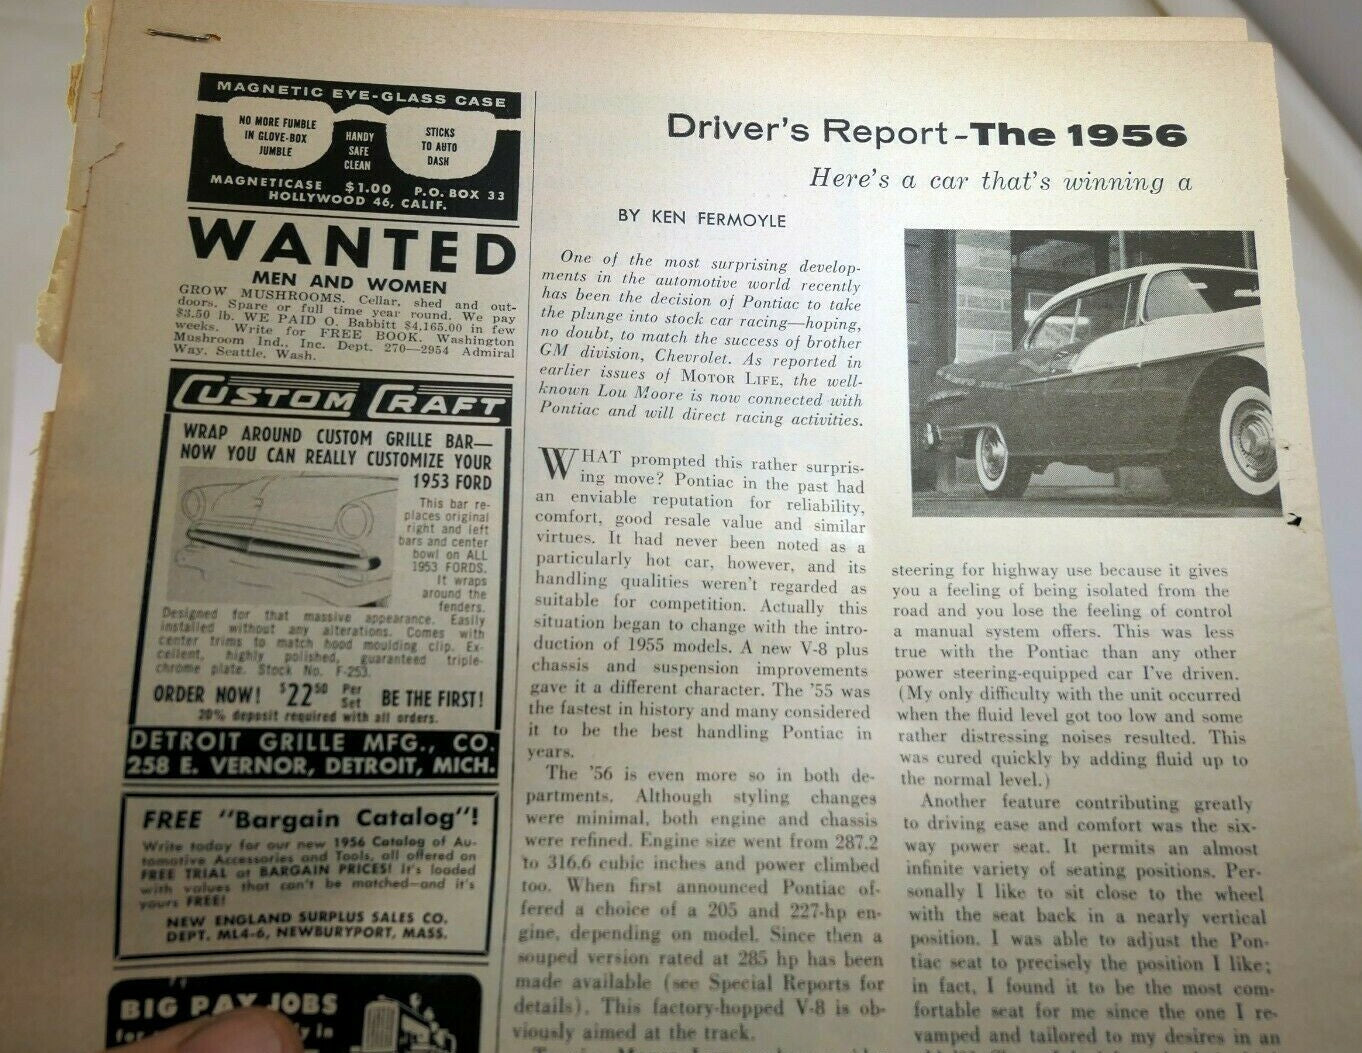 MAGNETIC EYE-GLASS CASE
NO MORE FUMBLE
IN GLOVE-BOX
JUMBLE
HANDY
SAFE
CLEAN
STICKS
TO AUTO
DASH
MAGNETICASE $1.00 P.O. BOX 33
HOLLYWOOD 46, CALIF.
WANTED
MEN AND WOMEN
GROW MUSHROOMS. Cellar, shed and out-
doors. Spare or full time year round. We pay
$3.50 lb. WE PAID O. Babbitt $4,165.00 in few
weeks. Write for FREE BOOK. Washington
Mushroom Ind., Inc. Dept. 270—2954 Admiral
Way, Seattle, Wash.
CUSTOM CRAFT
WRAP AROUND CUSTOM GRILLE BAR—
NOW YOU CAN REALLY CUSTOMIZE YOUR
1953 FORD
This bar re-
places original
right and left
bars and center
bowl on ALL
1953 FORDS.
It wraps
around the
fenders.
Designed for that massive appearance. Easily
installed without any alterations. Comes with
center trims to match hood moulding clip. Ex-
cellent, highly polished, guaranteed triple-
chrome plate. Stock No. F-253.
ORDER NOW! $22.50 Per Set BE THE FIRST!
20% deposit required with all orders.
DETROIT GRILLE MFG., CO.
258 E. VERNOR, DETROIT, MICH.
FREE "Bargain Catalog"!
Write today for our new 1956 Catalog of Au-
tomotive Accessories and Tools, all offered on
FREE TRIAL at BARGAIN PRICES! It's loaded
with values that can't be matched—and it's
yours FREE!
NEW ENGLAND SURPLUS SALES CO.
DEPT. ML4-6, NEWBURYPORT, MASS.
BIG PAY JOBS
Driver's Report - The 1956
Here's a car that's winning a
BY KEN FERMOYLE
One of the most surprising develop-
ments in the automotive world recently
has been the decision of Pontiac to take
the plunge into stock car racing—hoping,
no doubt, to match the success of brother
GM division, Chevrolet. As reported in
earlier issues of MOTOR LIFE, the well-
known Lou Moore is now connected with
Pontiac and will direct racing activities.
WHAT prompted this rather surpris-
ing move? Pontiac in the past had
an enviable reputation for reliability,
comfort, good resale value and similar
virtues. It had never been noted as a
particularly hot car, however, and its
handling qualities weren't regarded as
suitable for competition. Actually this
situation began to change with the intro-
duction of 1955 models. A new V-8 plus
chassis and suspension improvements
gave it a different character. The '55 was
the fastest in history and many considered
it to be the best handling Pontiac in
years.
The '56 is even more so in both de-
partments. Although styling changes
were minimal, both engine and chassis
were refined. Engine size went from 287.2
to 316.6 cubic inches and power climbed
too. When first announced Pontiac of-
fered a choice of a 205 and 227-hp en-
gine, depending on model. Since then a
souped version rated at 285 hp has been
made available (see Special Reports for
details). This factory-hopped V-8 is ob-
viously aimed at the track.
steering for highway use because it gives
you a feeling of being isolated from the
road and you lose the feeling of control
a manual system offers. This was less
true with the Pontiac than any other
power steering-equipped car I've driven.
(My only difficulty with the unit occurred
when the fluid level got too low and some
rather distressing noises resulted. This
was cured quickly by adding fluid up to
the normal level.)
Another feature contributing greatly
to driving ease and comfort was the six-
way power seat. It permits an almost
infinite variety of seating positions. Per-
sonally I like to sit close to the wheel
with the seat back in a nearly vertical
position. I was able to adjust the Pon-
tiac seat to precisely the position I like;
in fact, I found it to be the most com-
fortable seat for me since the one I re-
vamped and tailored to my desires in an